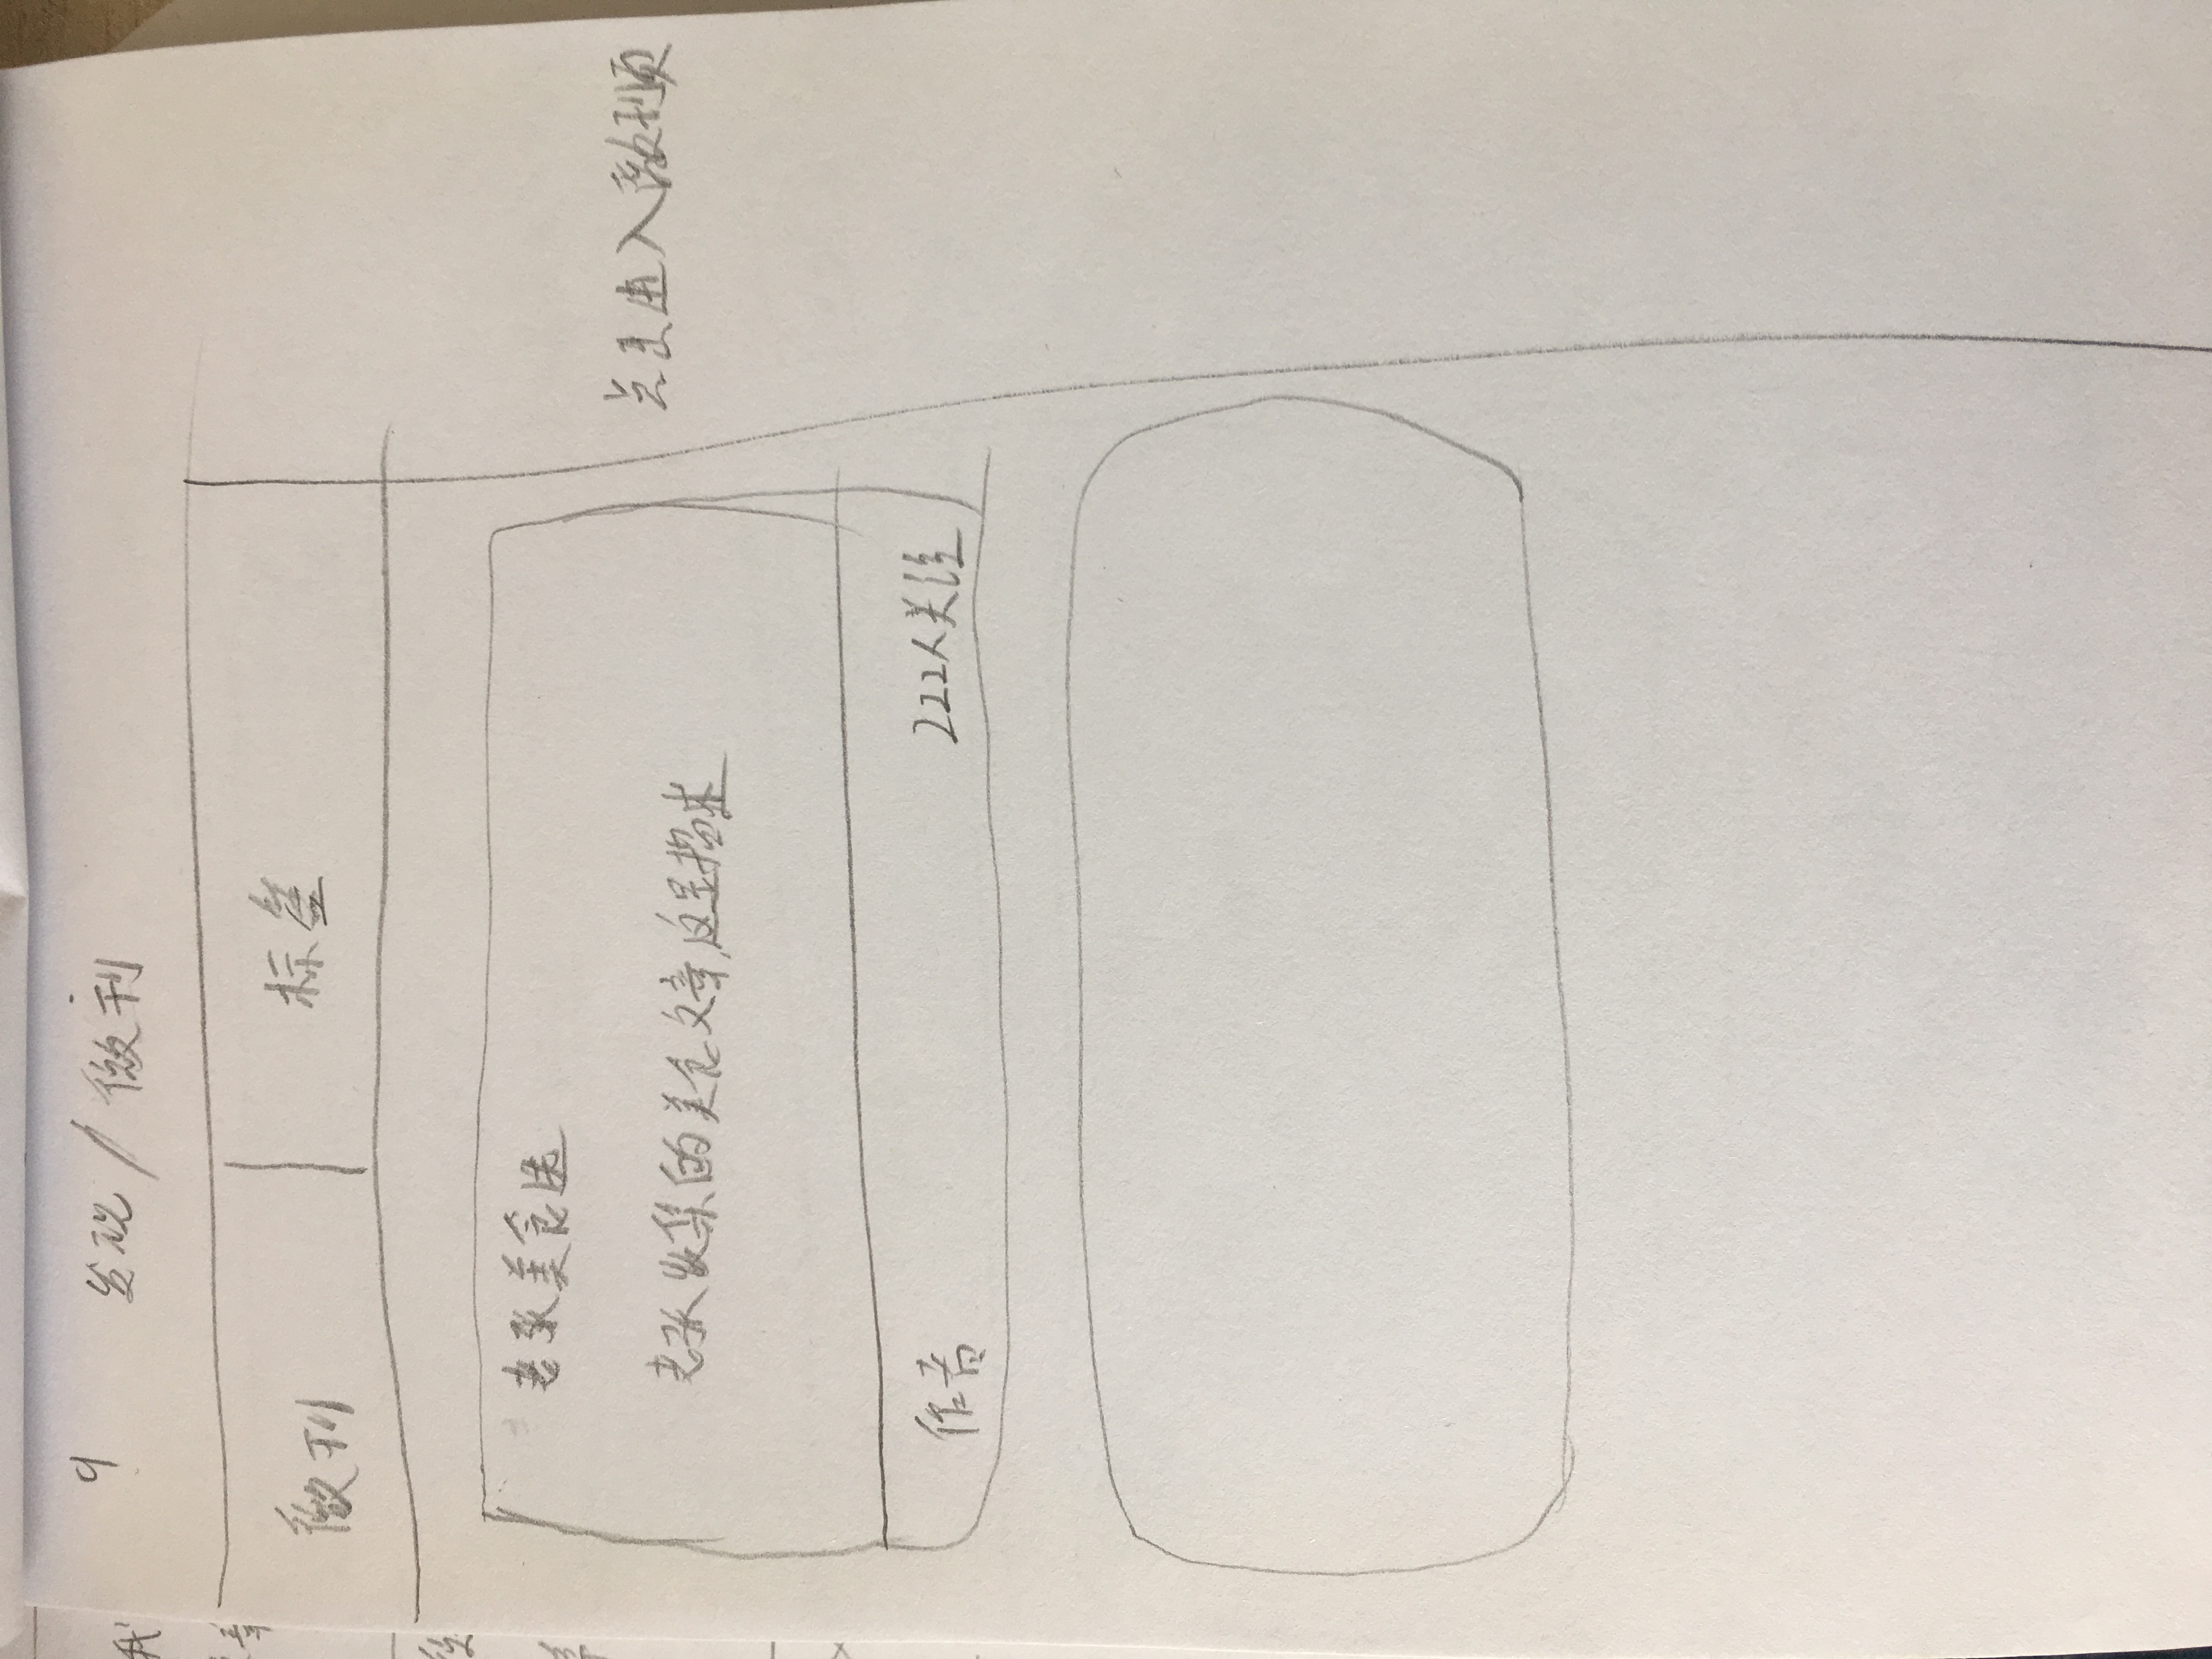 9 发现 / 微刊
微刊 标签
老张美食选
老张收集的美食文章,这是描述
点击进入微刊页
作者 222人关注